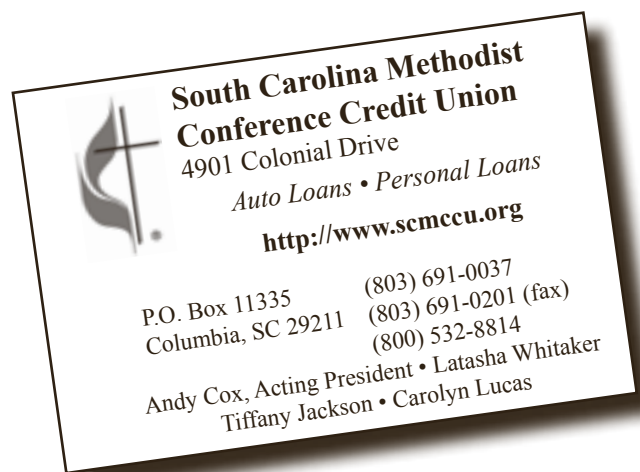 South Carolina Methodist
Conference Credit Union
4901 Colonial Drive
Auto Loans • Personal Loans
http://www.scmccu.org
P.O. Box 11335
Columbia, SC 29211
(803) 691-0037
(803) 691-0201 (fax)
(800) 532-8814
Andy Cox, Acting President • Latasha Whitaker
Tiffany Jackson • Carolyn Lucas